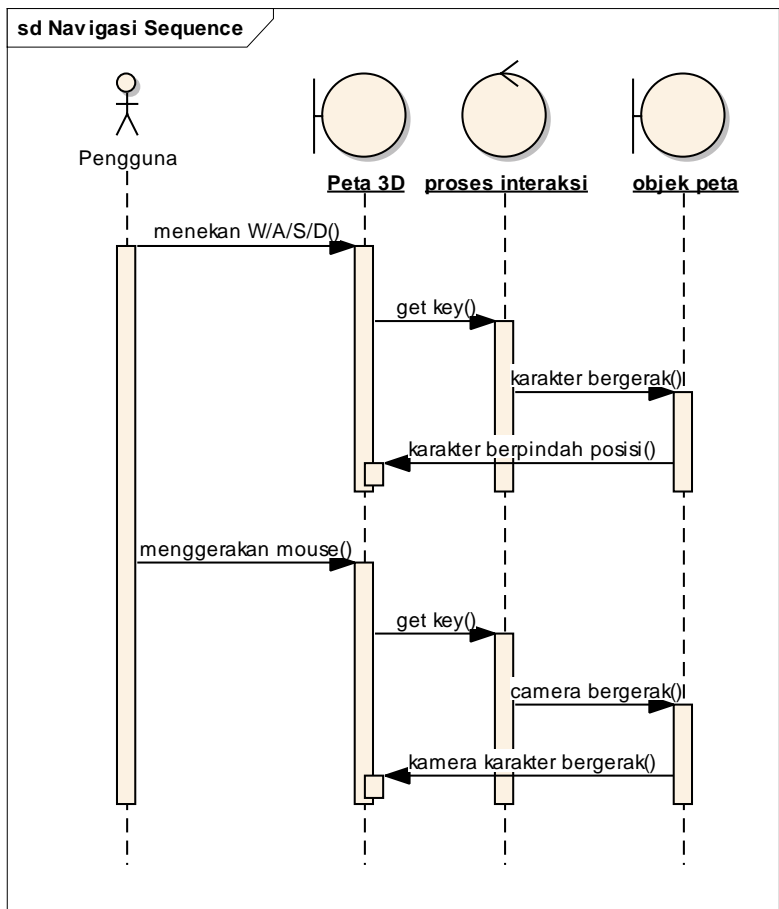 sd Navigasi Sequence
Pengguna
Peta 3D
proses interaksi
objek peta
menekan W/A/S/D()
get key()
karakter bergerak()
karakter berpindah posisi()
menggerakan mouse()
get key()
camera bergerak()
kamera karakter bergerak()